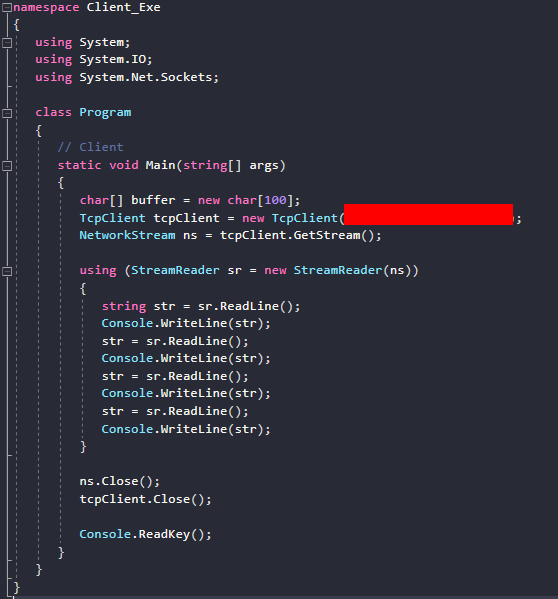 namespace Client_Exe
{
using System;
using System.IO;
using System.Net.Sockets;
class Program
{
// Client
static void Main(string[] args)
{
char[] buffer = new char[100];
TcpClient tcpClient = new TcpClient( ;
NetworkStream ns = tcpClient.GetStream();
using (StreamReader sr = new StreamReader(ns))
{
string str = sr.ReadLine();
Console.WriteLine(str);
str = sr.ReadLine();
Console.WriteLine(str);
str = sr.ReadLine();
Console.WriteLine(str);
str = sr.ReadLine();
Console.WriteLine(str);
}
ns.Close();
tcpClient.Close();
Console.ReadKey();
}
}
}